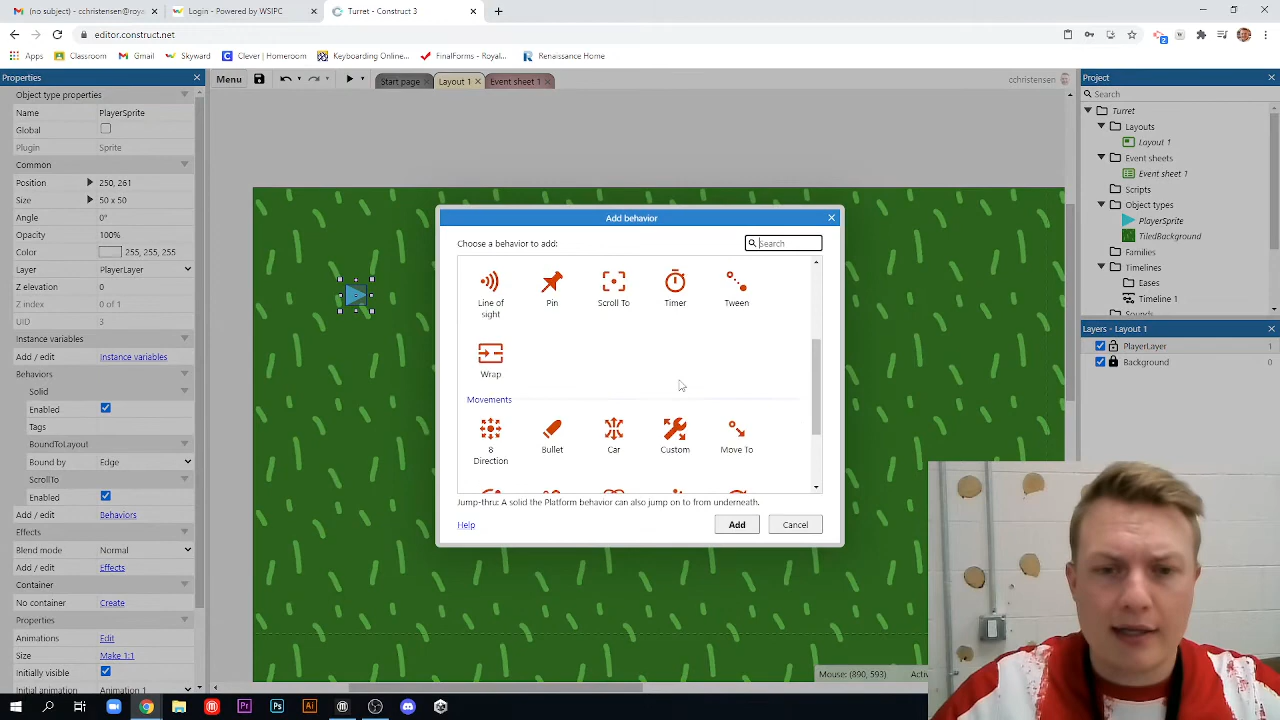 (no subject) - cchristensen@roya
Login - Powered by WSIPC
Turret - Construct 3
editor.construct.net
Apps
Classroom
Gmail
Skyward
Clever | Homeroom
Keyboarding Onlin...
FinalForms - Royal...
Renaissance Home
Properties
Menu
Start page
Layout 1
Event sheet 1
cchristensen
Project
Object type properties
Name PlayerSprite
Global
Plugin Sprite
Common
Position 250, 261
Size 50 x 50
Angle 0°
Opacity 100%
Color 255, 255, 255
Layer PlayerLayer
Z elevation 0
Z index 0 of 1
UID 3
Instance variables
Add / edit Instance variables
Behaviors
Solid
Enabled
Tags
BoundToLayout
Bound by Edge
ScrollTo
Enabled
Add / edit Behaviors
Effects
Blend mode Normal
Add / edit Effects
Container
No container Create
Properties
Animations Edit
Size Make 1:1
Initially visible
Initial animation Animation 1
Add behavior
Choose a behavior to add:
Search
Line of sight
Pin
Scroll To
Timer
Tween
Wrap
Movements
8 Direction
Bullet
Car
Custom
Move To
Jump-thru: A solid the Platform behavior can also jump on to from underneath.
Help
Add
Cancel
Mouse: (890, 593)
Search
Turret
Layouts
Layout 1
Event sheets
Event sheet 1
Scripts
Object types
PlayerSprite
TiledBackground
Families
Timelines
Eases
Timeline 1
Sounds
Layers - Layout 1
PlayerLayer 1
Background 0